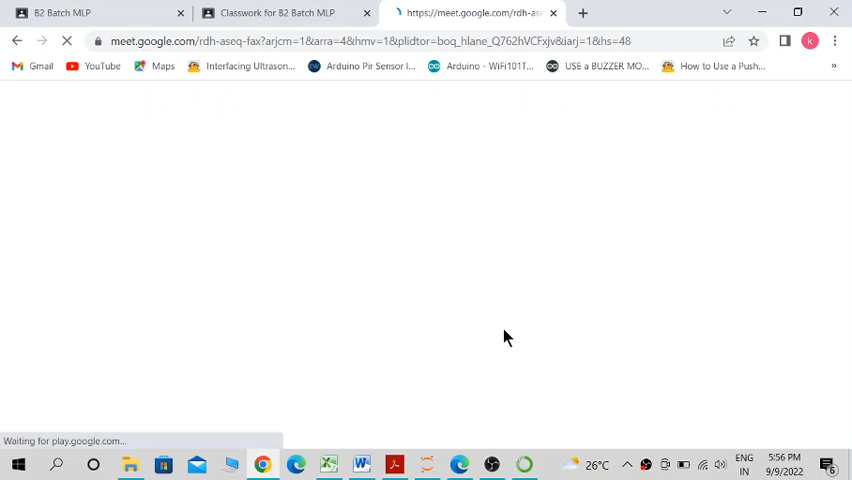 B2 Batch MLP
Classwork for B2 Batch MLP
https://meet.google.com/rdh-ase
meet.google.com/rdh-aseq-fax?arjcm=1&arra=4&hmv=1&plidtor=boq_hlane_Q762hVCFxjv&iarj=1&hs=48
k
Gmail
YouTube
Maps
Interfacing Ultrason...
Arduino Pir Sensor I...
Arduino - WiFi101T...
USE a BUZZER MO...
How to Use a Push...
»
Waiting for play.google.com...
26°C
ENG
IN
5:56 PM
9/9/2022
6